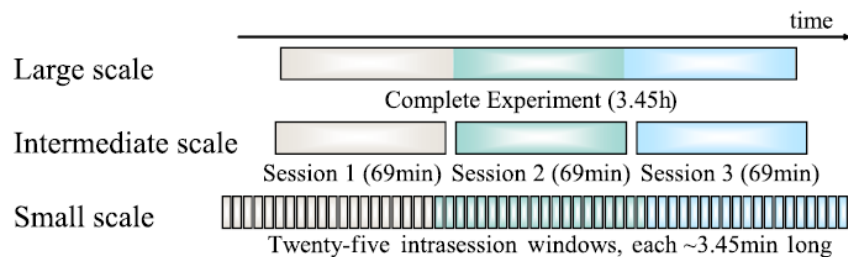 time
Large scale
Complete Experiment (3.45h)
Intermediate scale
Session 1 (69min) Session 2 (69min) Session 3 (69min)
Small scale
Twenty-five intrasession windows, each ~3.45min long